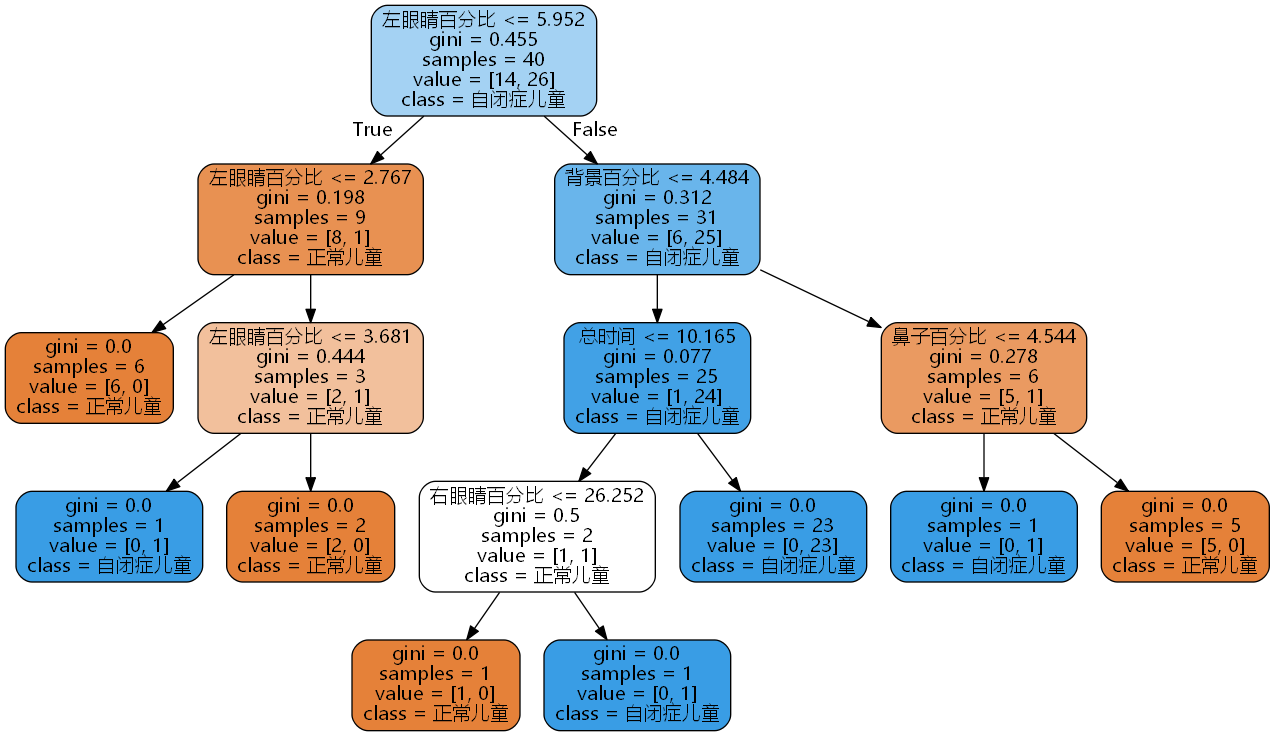 左眼睛百分比 <= 5.952
gini = 0.455
samples = 40
value = [14, 26]
class = 自闭症儿童
True
False
左眼睛百分比 <= 2.767
gini = 0.198
samples = 9
value = [8, 1]
class = 正常儿童
背景百分比 <= 4.484
gini = 0.312
samples = 31
value = [6, 25]
class = 自闭症儿童
gini = 0.0
samples = 6
value = [6, 0]
class = 正常儿童
左眼睛百分比 <= 3.681
gini = 0.444
samples = 3
value = [2, 1]
class = 正常儿童
总时间 <= 10.165
gini = 0.077
samples = 25
value = [1, 24]
class = 自闭症儿童
鼻子百分比 <= 4.544
gini = 0.278
samples = 6
value = [5, 1]
class = 正常儿童
gini = 0.0
samples = 1
value = [0, 1]
class = 自闭症儿童
gini = 0.0
samples = 2
value = [2, 0]
class = 正常儿童
右眼睛百分比 <= 26.252
gini = 0.5
samples = 2
value = [1, 1]
class = 正常儿童
gini = 0.0
samples = 23
value = [0, 23]
class = 自闭症儿童
gini = 0.0
samples = 1
value = [0, 1]
class = 自闭症儿童
gini = 0.0
samples = 5
value = [5, 0]
class = 正常儿童
gini = 0.0
samples = 1
value = [1, 0]
class = 正常儿童
gini = 0.0
samples = 1
value = [0, 1]
class = 自闭症儿童